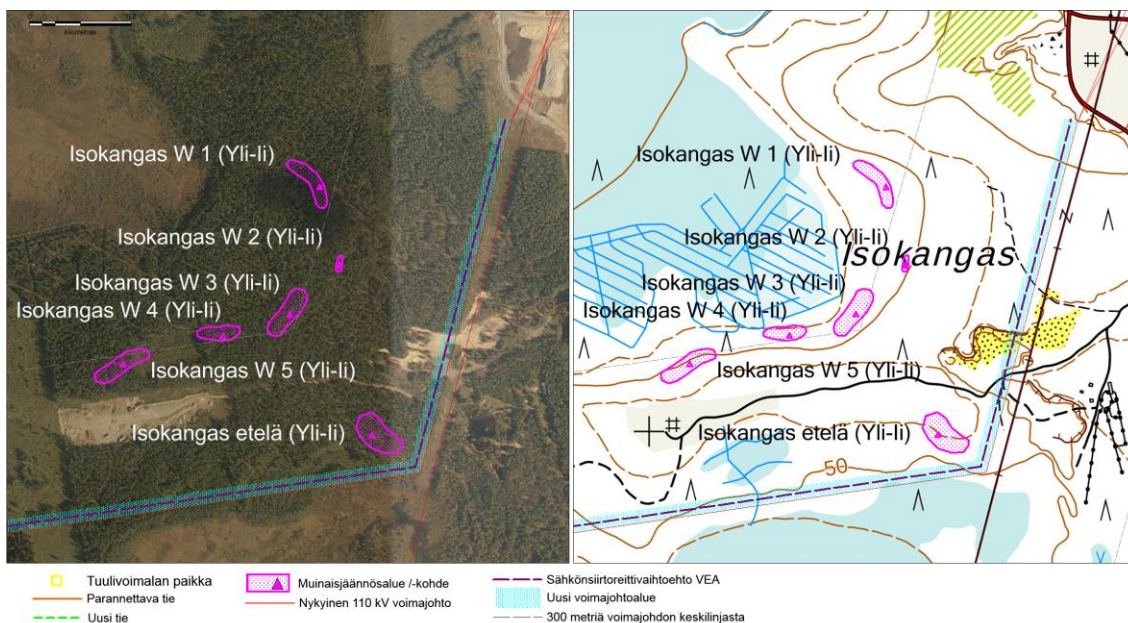 kilometres
Isokangas W 1 (Yli-Ii)
Isokangas W 2 (Yli-Ii)
Isokangas W 3 (Yli-Ii)
Isokangas W 4 (Yli-Ii)
Isokangas W 5 (Yli-Ii)
Isokangas etelä (Yli-Ii)
Isokangas W 1 (Yli-Ii)
Isokangas W 2 (Yli-Ii)
Isokangas
Isokangas W 3 (Yli-Ii)
Isokangas W 4 (Yli-Ii)
Isokangas W 5 (Yli-Ii)
Isokangas etelä (Yli-Ii)
50
Tuulivoimalan paikka
Parannettava tie
Uusi tie
Muinaisjäännösalue /-kohde
Nykyinen 110 kV voimajohto
Sähkönsiirtoreittivaihtoehto VEA
Uusi voimajohtoalue
300 metriä voimajohdon keskilinjasta